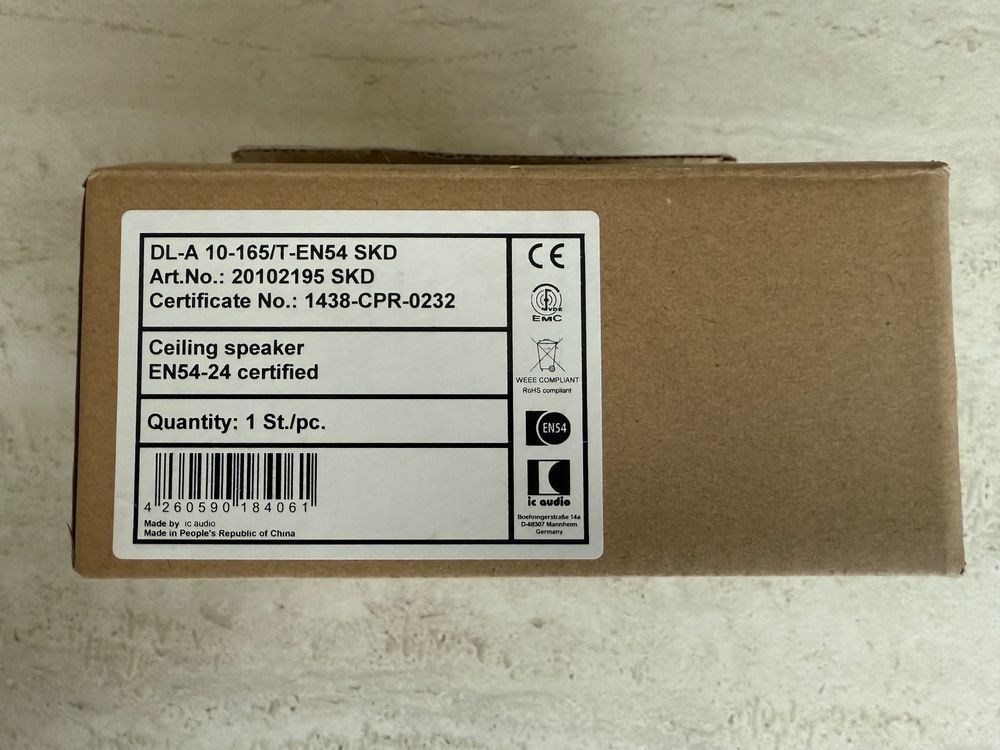 DL-A 10-165/T-EN54 SKD
Art.No.: 20102195 SKD
Certificate No.: 1438-CPR-0232
Ceiling speaker
EN54-24 certified
Quantity: 1 St./pc.
4 260590 184061
Made by ic audio
Made in People's Republic of China
CE
VDE
EMC
WEEE COMPLIANT
RoHS compliant
EN54
ic audio
Boehringerstraße 14a
D-68307 Mannheim
Germany